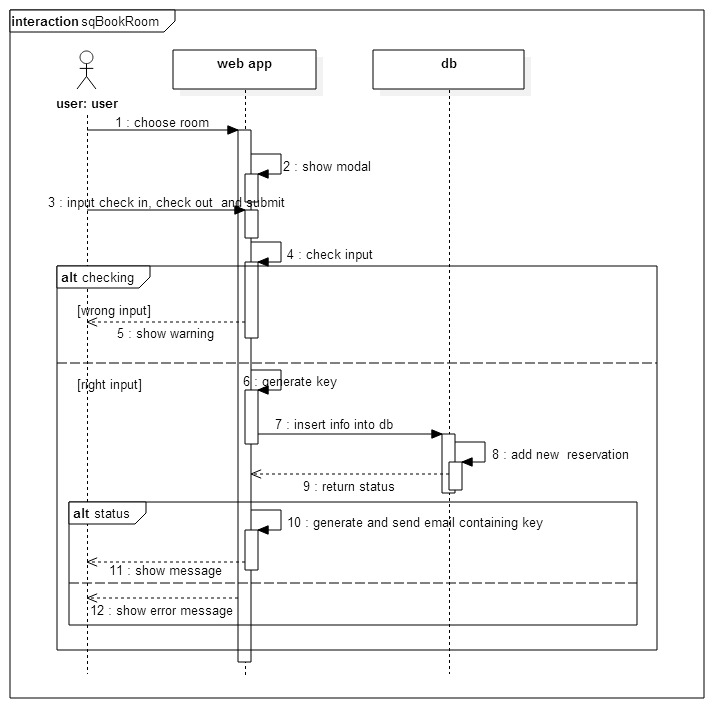 interaction sqBookRoom
web app
db
user: user
1 : choose room
2 : show modal
3 : input check in, check out  and submit
4 : check input
alt checking
[wrong input]
5 : show warning
[right input]
6 : generate key
7 : insert info into db
8 : add new  reservation
9 : return status
alt status
10 : generate and send email containing key
11 : show message
12 : show error message